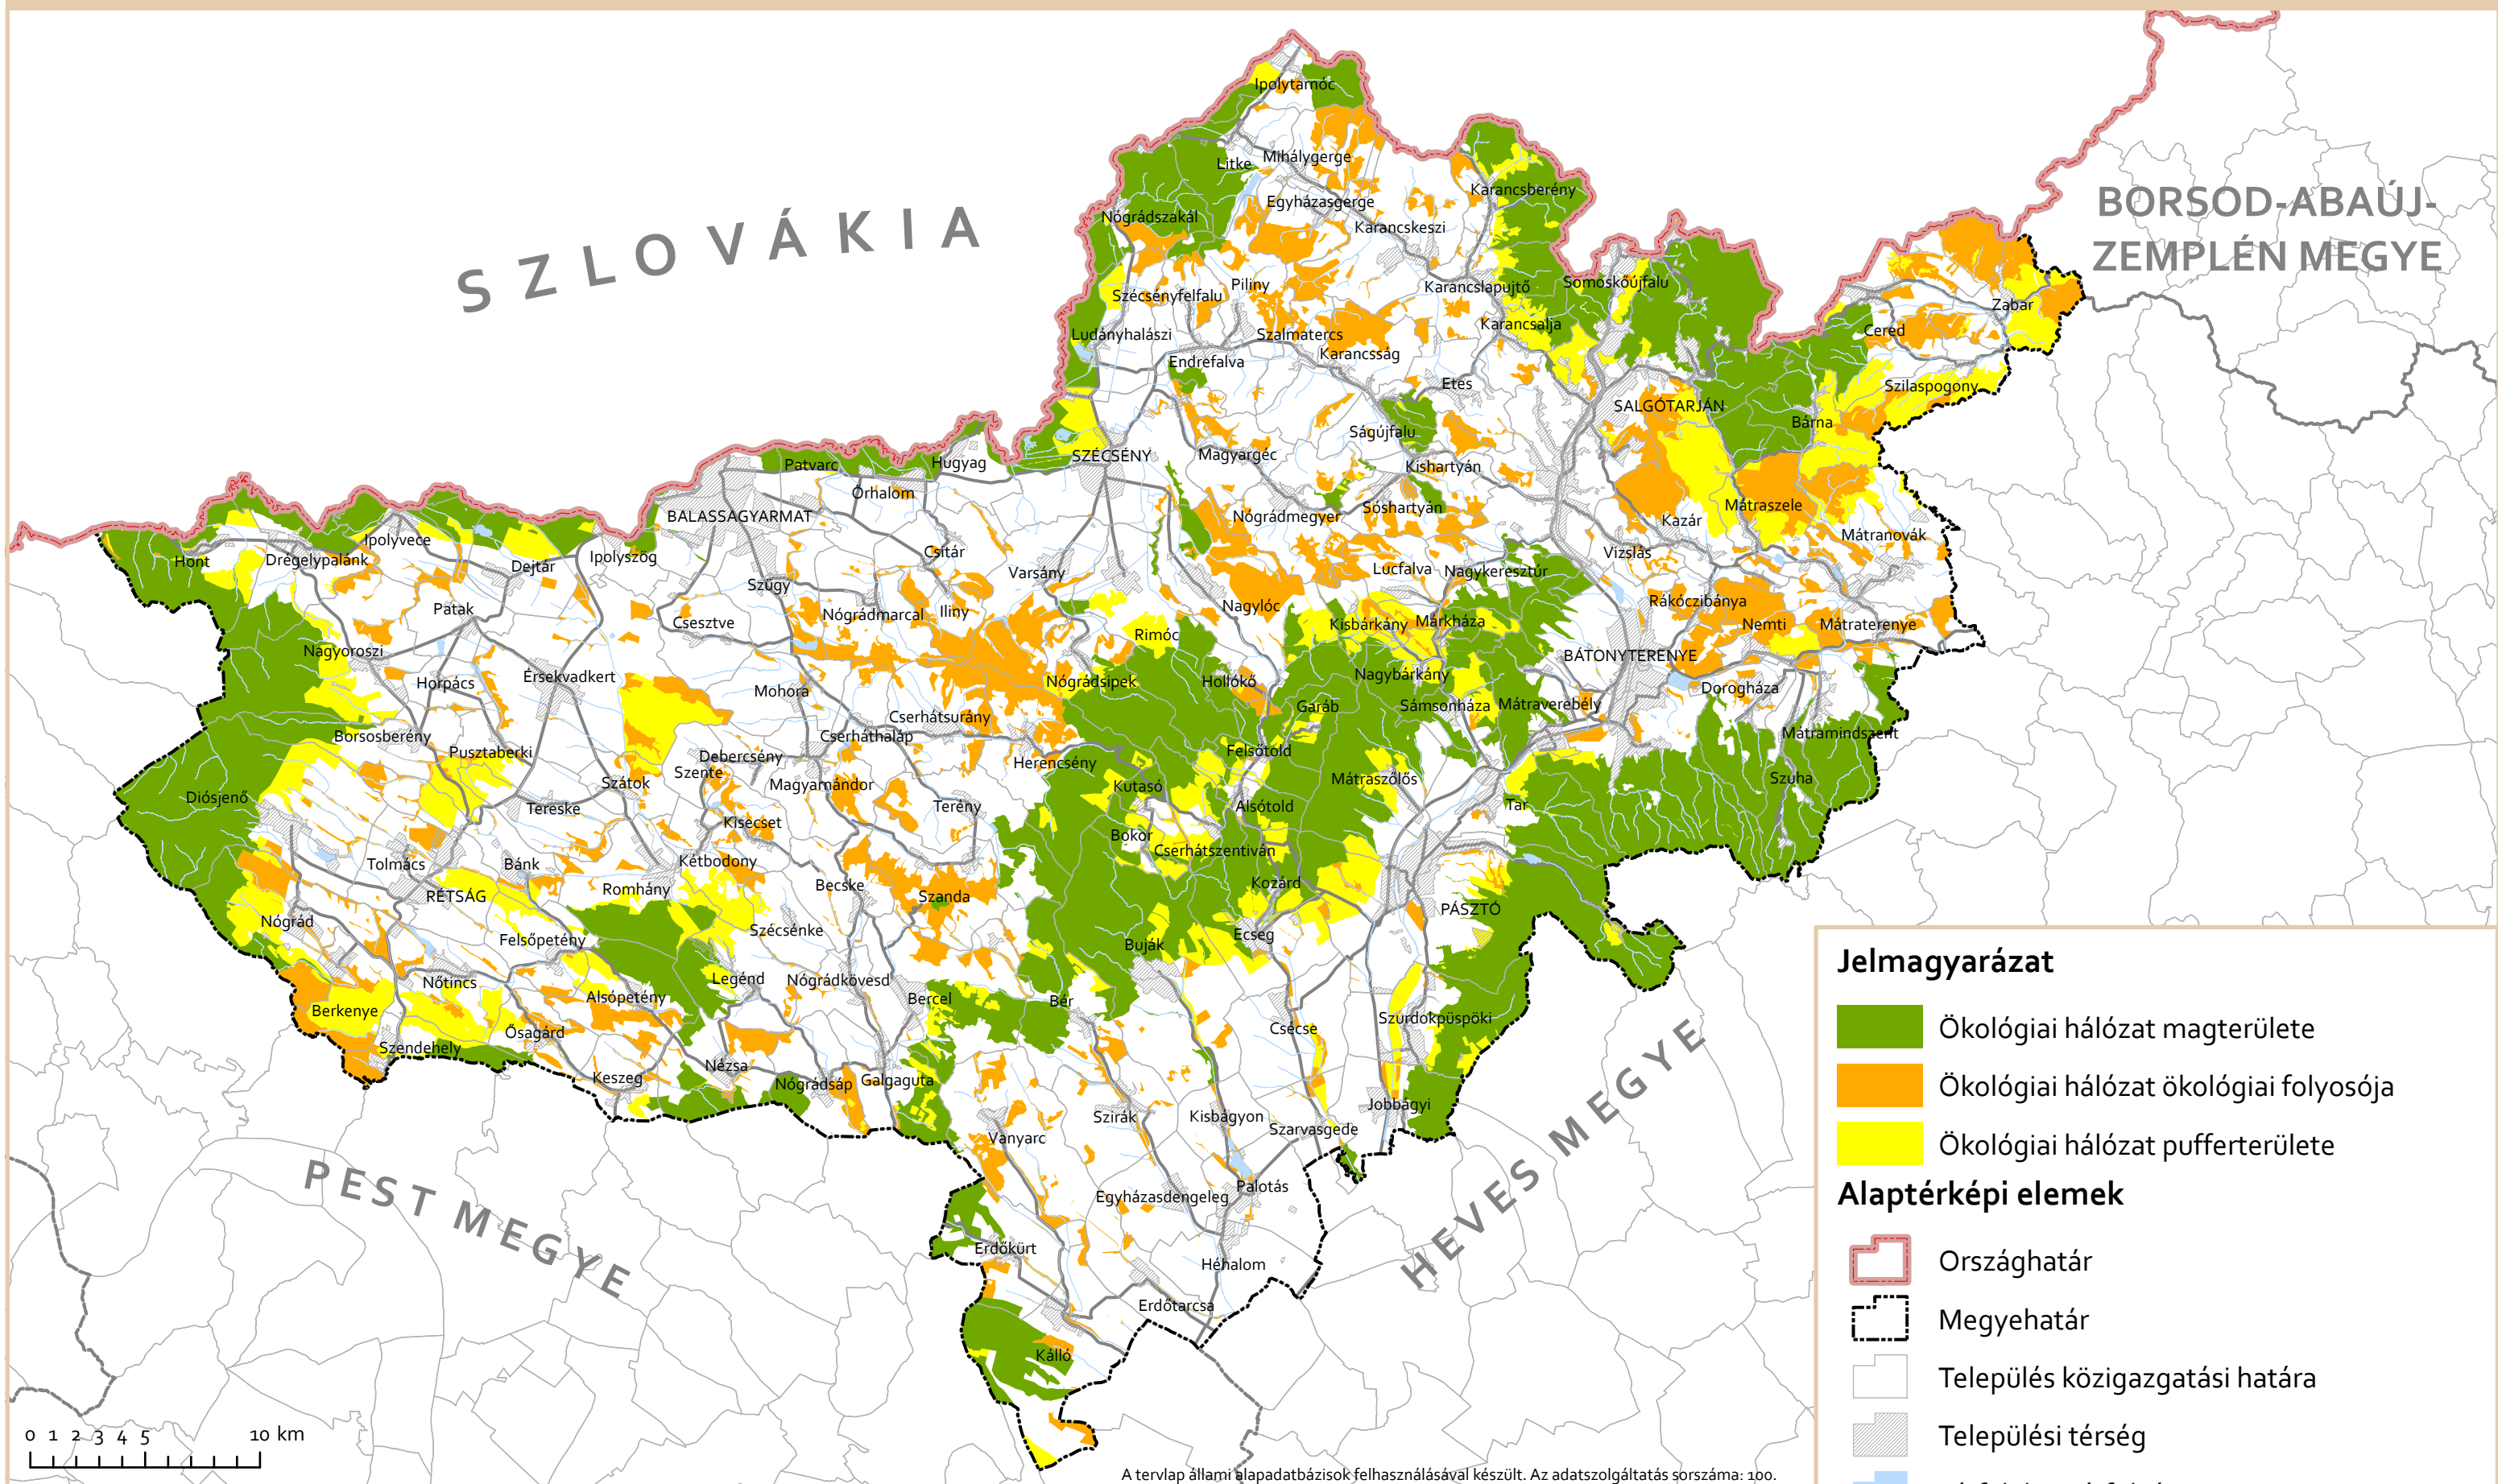 SZLOVÁKIA
BORSOD-ABAÚJ-
ZEMPLÉN MEGYE
Ipolytarnóc
Litke
Mihálygerge
Karancsberény
Egyházasgerge
Nógrádszakál
Karancskeszi
Szécsényfelfalu
Piliny
Karancslapujtő
Somoskőújfalu
Zabar
Ludányhalászi
Szalmatercs
Karancsalja
Cered
Endrefalva
Karancsság
Etes
Szilaspogony
SALGÓTARJÁN
Bárna
Ságújfalu
Patvarc
Hugyag
SZÉCSÉNY
Magyargéc
Kishartyán
Őrhalom
Sóshartyán
Mátraszele
BALASSAGYARMAT
Nógrádmegyer
Kazár
Mátranovák
Hont
Drégelypalánk
Ipolyvece
Dejtár
Ipolyszög
Csitár
Vizslás
Szügy
Varsány
Lucfalva
Nagykeresztúr
Patak
Csesztve
Nógrádmarcal
Iliny
Nagylóc
Rákóczibánya
Rimóc
Kisbárkány
Márkháza
Nemti
Mátraterenye
Nagyoroszi
BÁTONYTERENYE
Horpács
Érsekvadkert
Mohora
Nógrádsipek
Hollókő
Nagybárkány
Dorogháza
Garáb
Sámsonháza
Mátraverebély
Borsosberény
Cserhátsurány
Cserháthaláp
Mátramindszent
Pusztaberki
Debercsény
Szente
Herencsény
Felsőtold
Szátok
Magyarnándor
Kutasó
Mátraszőlős
Szuha
Diósjenő
Tereske
Terény
Alsótold
Tar
Kisecset
Bokor
Cserhátszentiván
Tolmács
Bánk
Kétbodony
RÉTSÁG
Romhány
Becske
Szanda
Kozárd
Nógrád
PÁSZTÓ
Szécsénke
Felsőpetény
Buják
Ecseg
Nőtincs
Legénd
Nógrádkövesd
Alsópetény
Bercel
Bér
Berkenye
Ősagárd
Csécse
Szurdokpüspöki
Szendehely
Nézsa
Keszeg
Nógrádsáp
Galgaguta
Vanyarc
Szirák
Kisbágyon
Szarvasgede
Jobbágyi
Egyházasdengeleg
Palotás
Erdőkürt
Héhalom
Erdőtarcsa
Kálló
PEST MEGYE
HEVES MEGYE
Jelmagyarázat
Ökológiai hálózat magterülete
Ökológiai hálózat ökológiai folyosója
Ökológiai hálózat pufferterülete
Alaptérképi elemek
Országhatár
Megyehatár
Település közigazgatási határa
Települési térség
0 1 2 3 4 5 10 km
A tervlap állami alapadatbázisok felhasználásával készült. Az adatszolgáltatás sorszáma: 100.